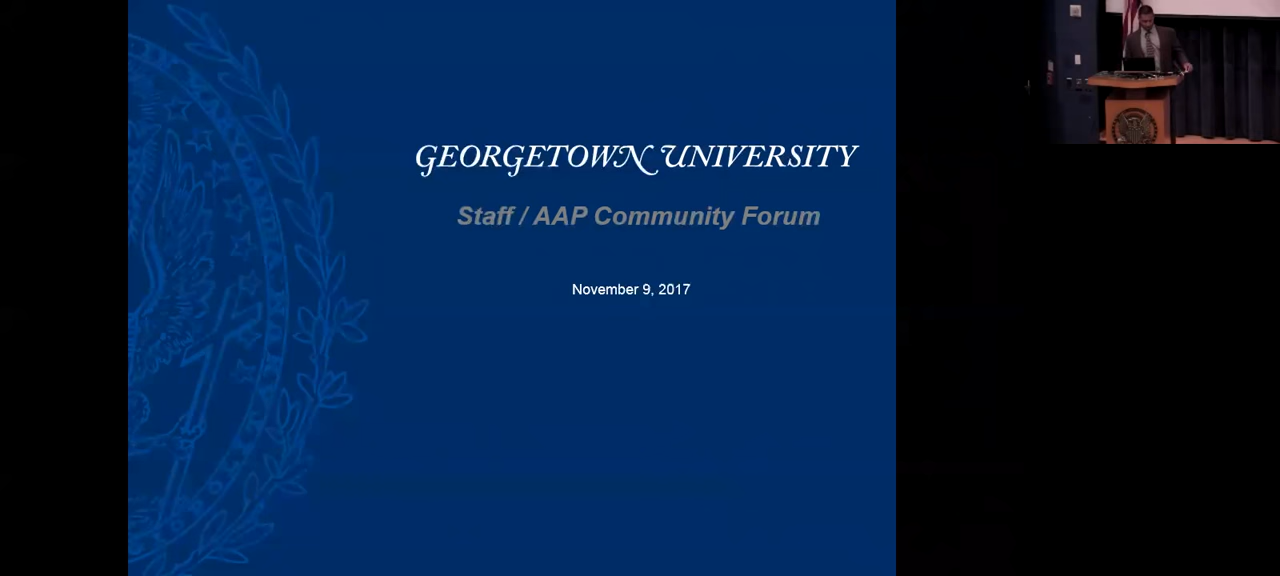 GEORGETOWN UNIVERSITY
Staff / AAP Community Forum
November 9, 2017